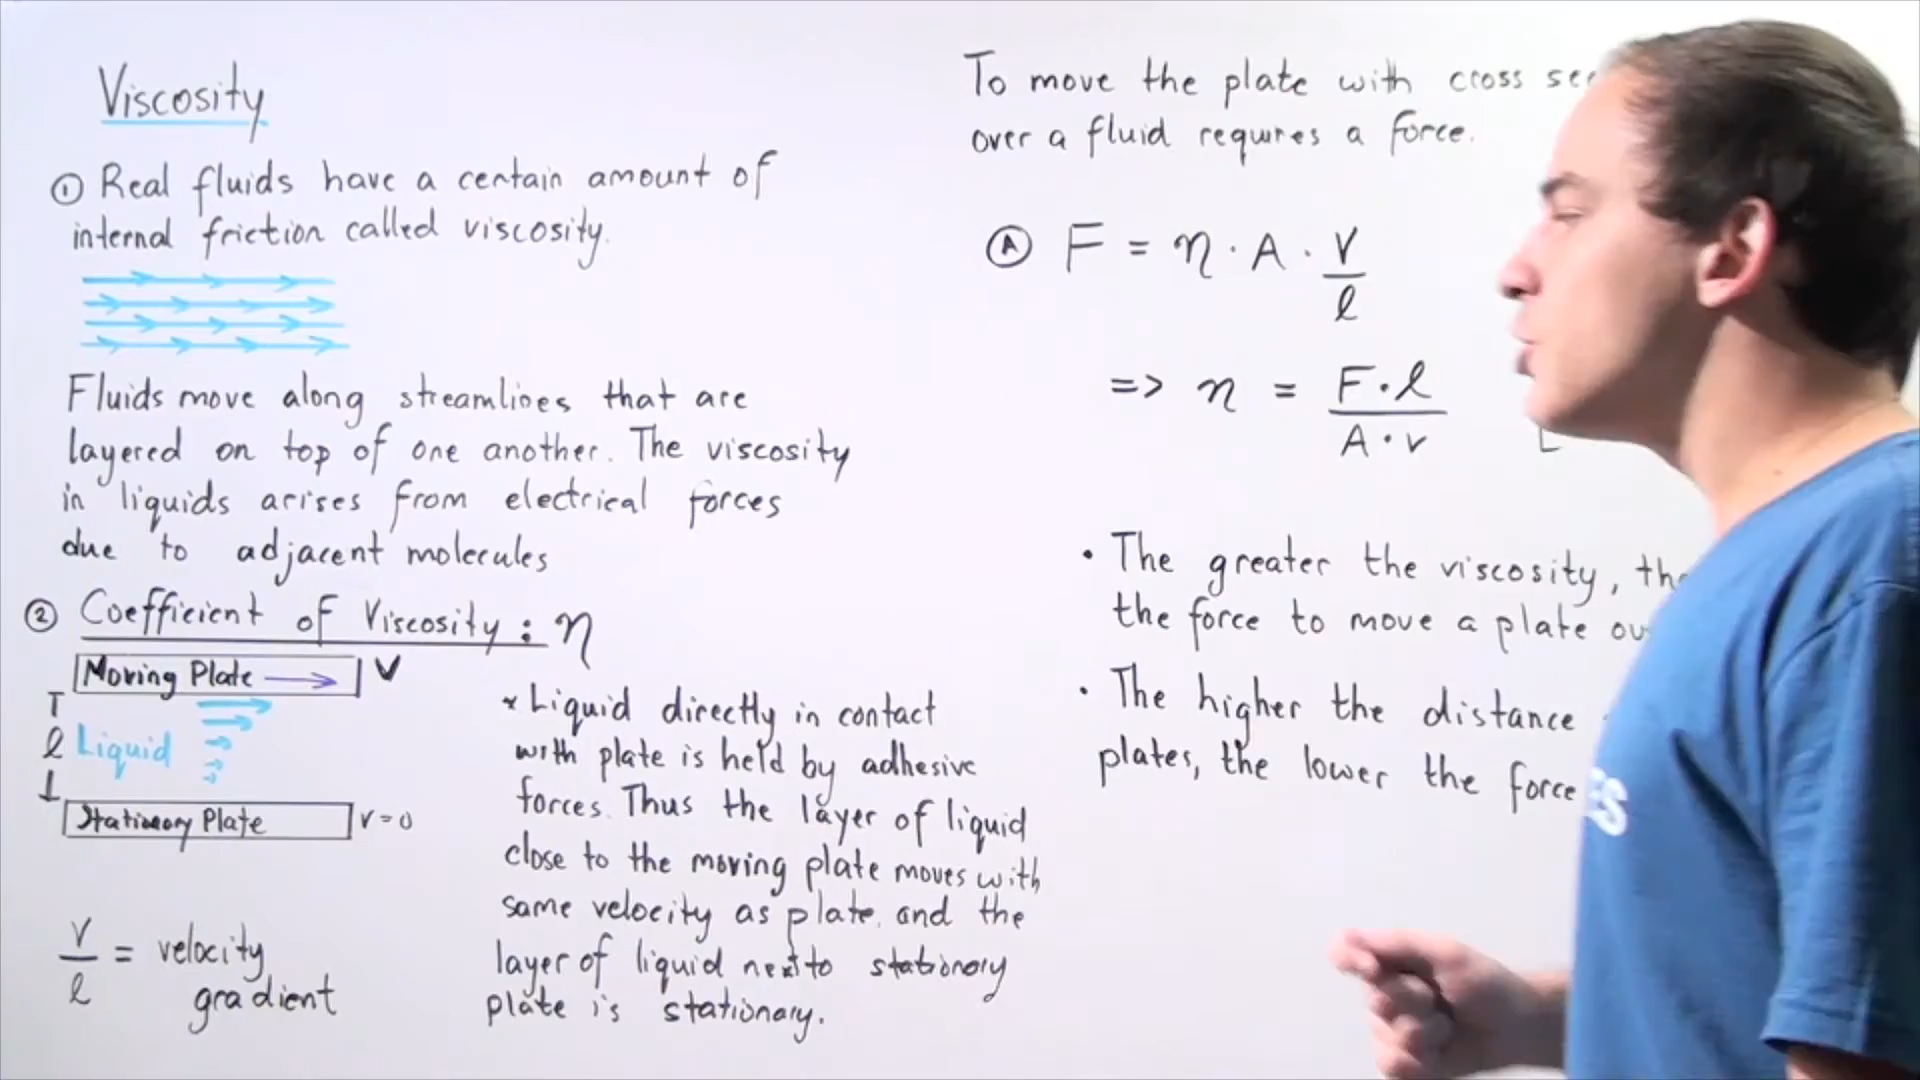 Viscosity
① Real fluids have a certain amount of
internal friction called viscosity.
Fluids move along streamlines that are
layered on top of one another. The viscosity
in liquids arises from electrical forces
due to adjacent molecules
② Coefficient of Viscosity : η
Moving Plate → V
l Liquid
Stationary Plate v=0
v/l = velocity
gradient
* Liquid directly in contact
with plate is held by adhesive
forces. Thus the layer of liquid
close to the moving plate moves with
same velocity as plate. and the
layer of liquid next to stationary
plate is stationary.
To move the plate with cross
over a fluid requires a force.
Ⓐ F = η · A · v/l
=> η = F·l / A·v
• The greater the viscosity,
the force to move a plate
• The higher the distance
plates, the lower the force